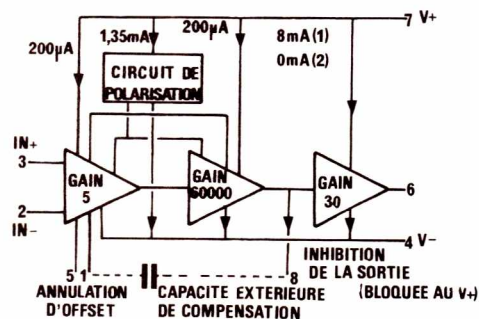 7 V+
200µA
1,35mA
200µA
8mA(1)
0mA(2)
CIRCUIT DE
POLARISATION
IN+
3
GAIN
5
GAIN
60000
GAIN
30
6
2
IN-
4 V-
5 1
8
INHIBITION
DE LA SORTIE
(BLOQUEE AU V+)
ANNULATION
D'OFFSET
CAPACITE EXTERIEURE
DE COMPENSATION